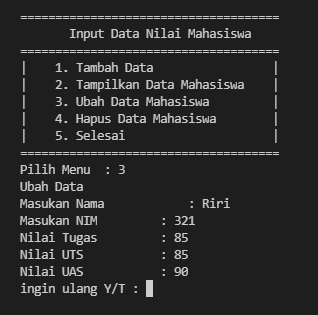 =====================================
Input Data Nilai Mahasiswa
=====================================
| 1. Tambah Data |
| 2. Tampilkan Data Mahasiswa |
| 3. Ubah Data Mahasiswa |
| 4. Hapus Data Mahasiswa |
| 5. Selesai |
=====================================
Pilih Menu : 3
Ubah Data
Masukan Nama : Riri
Masukan NIM : 321
Nilai Tugas : 85
Nilai UTS : 85
Nilai UAS : 90
ingin ulang Y/T :